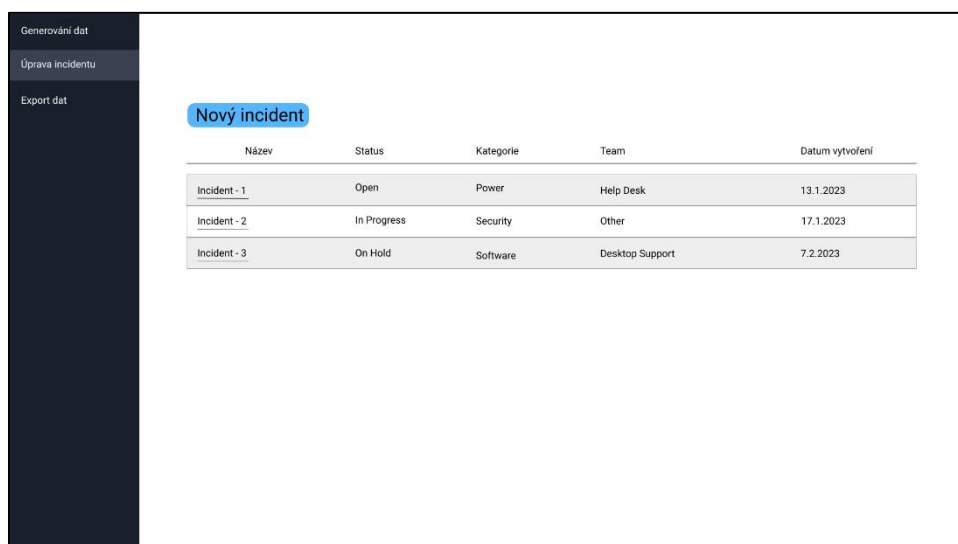 Generování dat
Úprava incidentu
Export dat
Nový incident
Název Status Kategorie Team Datum vytvoření
Incident - 1 Open Power Help Desk 13.1.2023
Incident - 2 In Progress Security Other 17.1.2023
Incident - 3 On Hold Software Desktop Support 7.2.2023